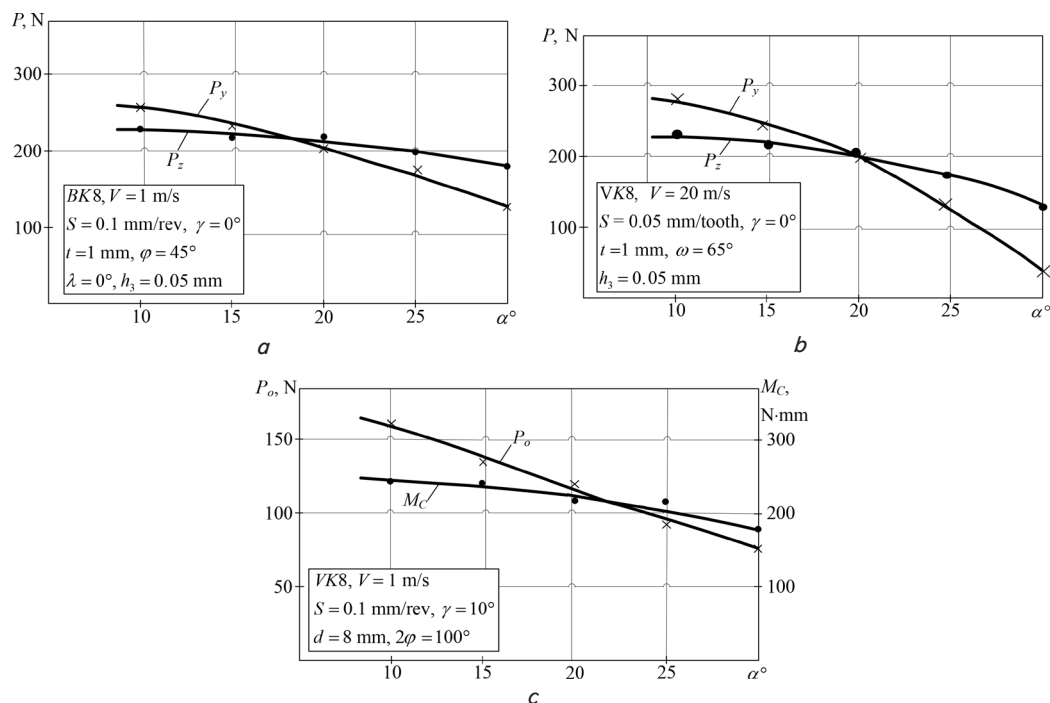 P, N
300
200
100
P_y
P_z
BK8, V = 1 m/s
S = 0.1 mm/rev, γ = 0°
t = 1 mm, φ = 45°
λ = 0°, h₃ = 0.05 mm
10 15 20 25 α°
a
P, N
300
200
100
P_y
P_z
VK8, V = 20 m/s
S = 0.05 mm/tooth, γ = 0°
t = 1 mm, ω = 65°
h₃ = 0.05 mm
10 15 20 25 α°
b
P_o, N
150
100
50
P_o
M_C
M_C,
N·mm
300
200
100
VK8, V = 1 m/s
S = 0.1 mm/rev, γ = 10°
d = 8 mm, 2φ = 100°
10 15 20 25 α°
c